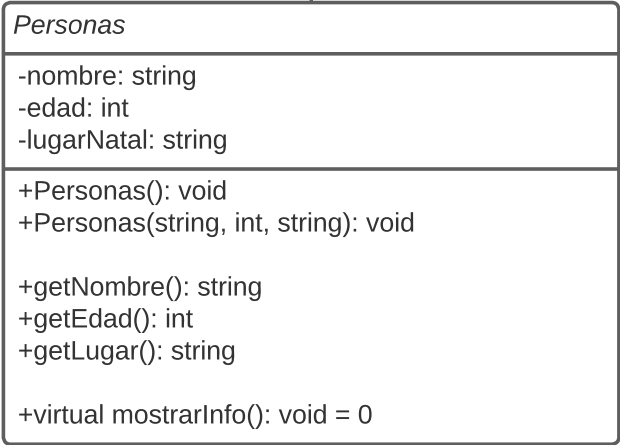 Personas
-nombre: string
-edad: int
-lugarNatal: string
+Personas(): void
+Personas(string, int, string): void
+getNombre(): string
+getEdad(): int
+getLugar(): string
+virtual mostrarInfo(): void = 0